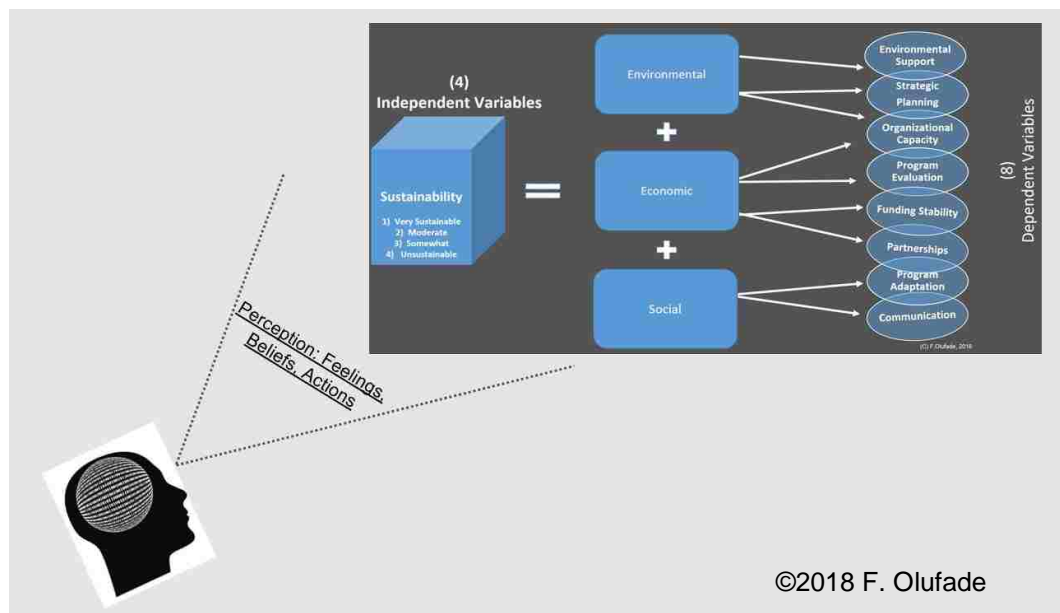 (4)
Independent Variables
Sustainability
1) Very Sustainable
2) Moderate
3) Somewhat
4) Unsustainable
=
Environmental
+
Economic
+
Social
Environmental
Support
Strategic
Planning
Organizational
Capacity
Program
Evaluation
Funding Stability
Partnerships
Program
Adaptation
Communication
(8)
Dependent Variables
(C) F.Olufade, 2018
Perception: Feelings,
Beliefs, Actions
©2018 F. Olufade